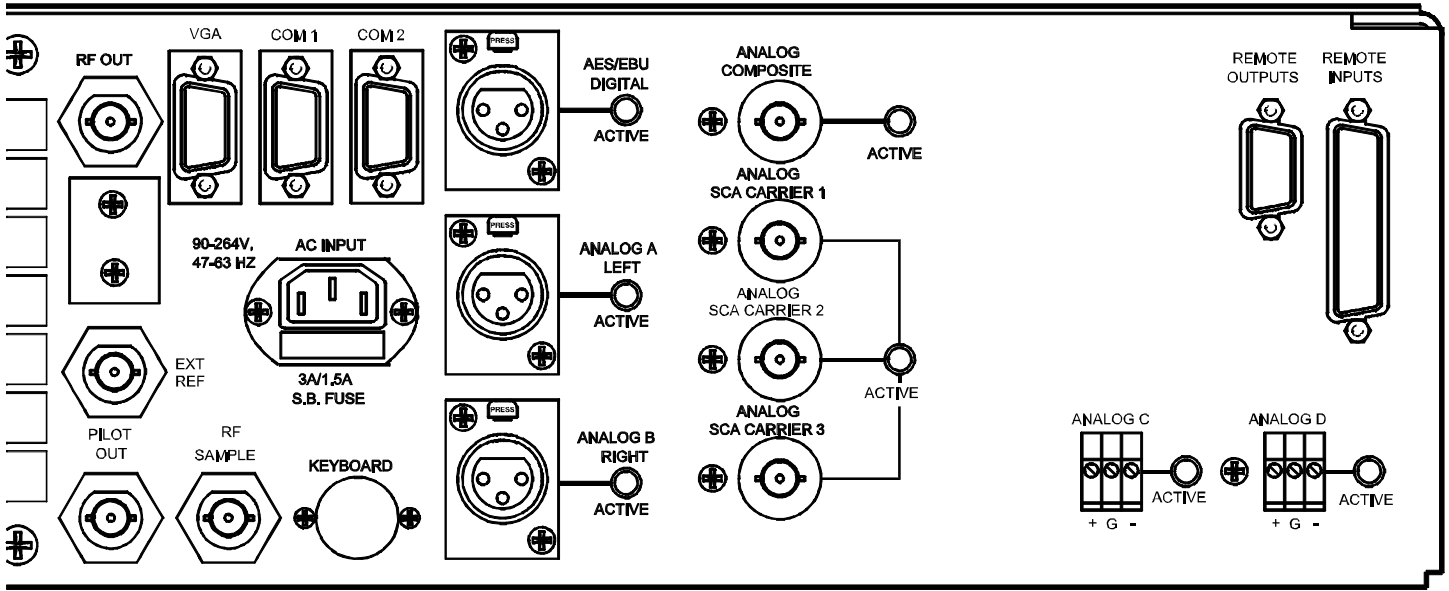 VGA
COM 1
COM 2
RF OUT
PRESS
AES/EBU
DIGITAL
ACTIVE
ANALOG
COMPOSITE
ACTIVE
REMOTE
OUTPUTS
REMOTE
INPUTS
90-264V,
47-63 HZ
AC INPUT
3A/1.5A
S.B. FUSE
PRESS
ANALOG A
LEFT
ACTIVE
ANALOG
SCA CARRIER 1
ANALOG
SCA CARRIER 2
ACTIVE
ANALOG
SCA CARRIER 3
EXT
REF
PILOT
OUT
RF
SAMPLE
KEYBOARD
PRESS
ANALOG B
RIGHT
ACTIVE
ANALOG C
ACTIVE
+ G -
ANALOG D
ACTIVE
+ G -